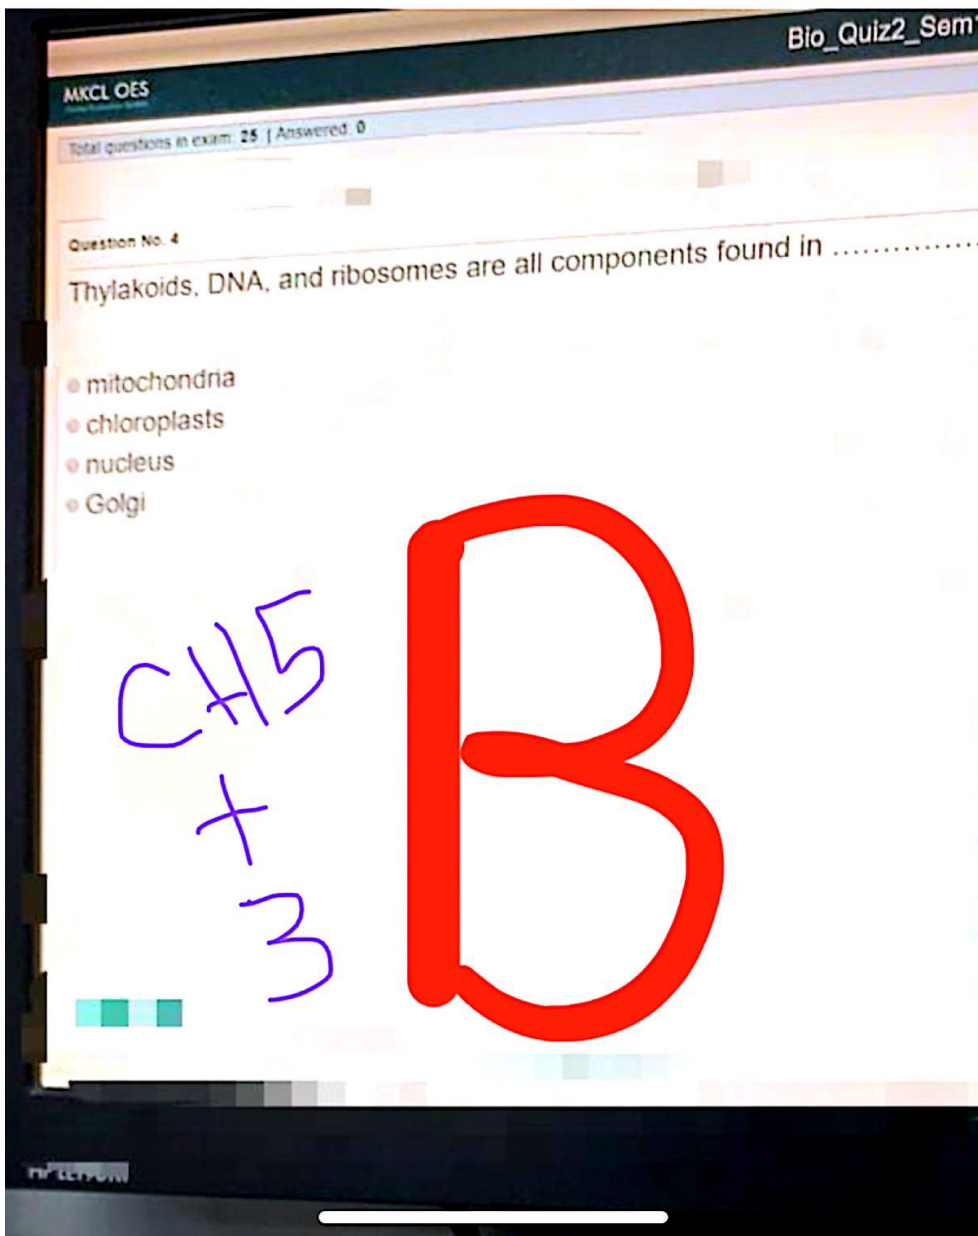 Bio_Quiz2_Sem1
MKCL OES
Total questions in exam: 25 | Answered: 0
Question No. 4
Thylakoids, DNA, and ribosomes are all components found in ...............
mitochondria
chloroplasts
nucleus
Golgi
CH5
+
3
B